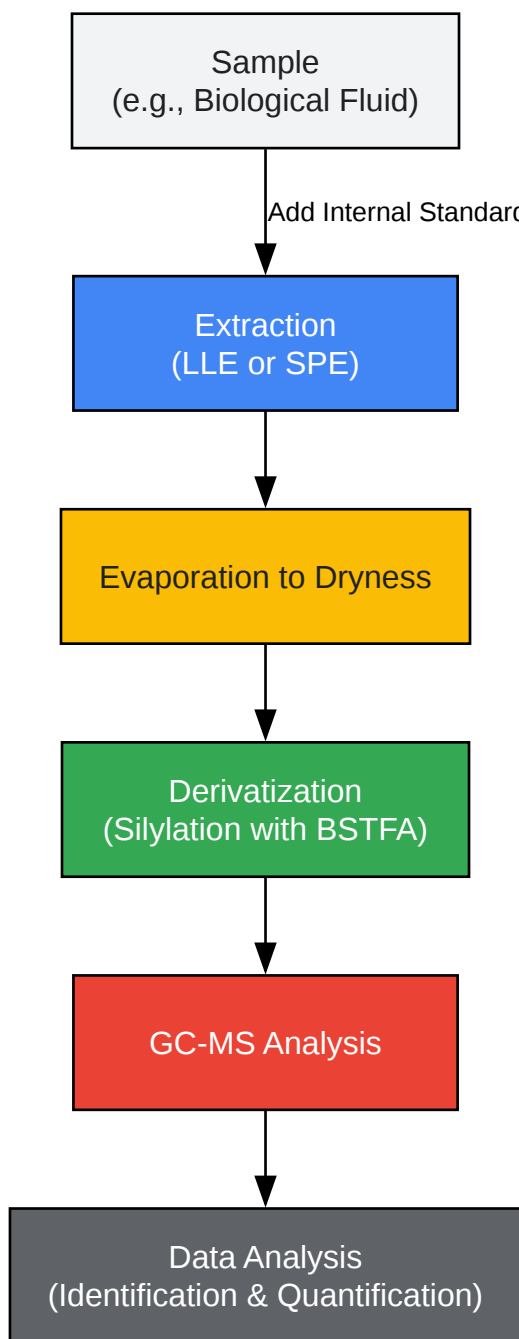 Sample
(e.g., Biological Fluid)
Add Internal Standard
Extraction
(LLE or SPE)
Evaporation to Dryness
Derivatization
(Silylation with BSTFA)
GC-MS Analysis
Data Analysis
(Identification & Quantification)